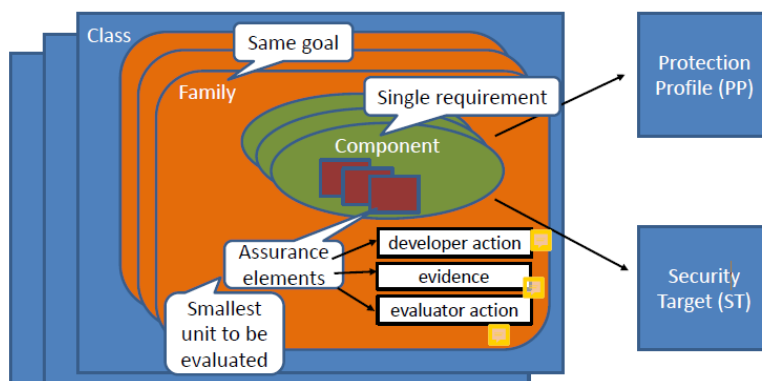 Class
Same goal
Family
Single requirement
Component
Assurance
elements
developer action
evidence
evaluator action
Smallest
unit to be
evaluated
Protection
Profile (PP)
Security
Target (ST)